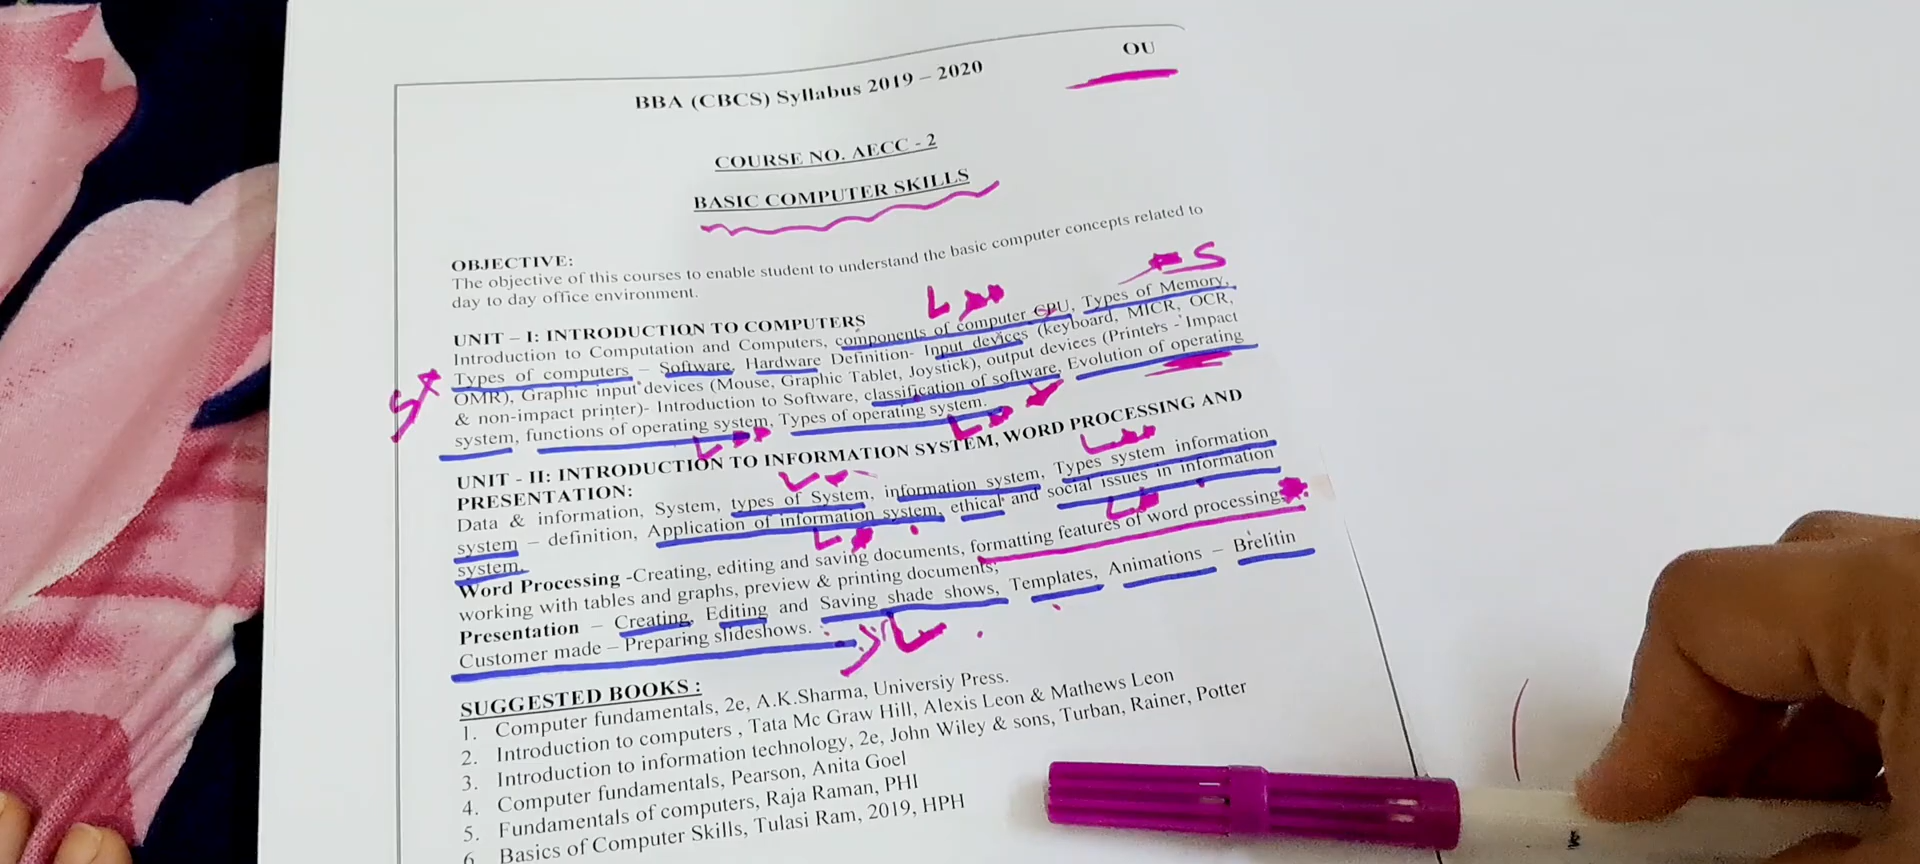 OU
BBA (CBCS) Syllabus 2019 – 2020
COURSE NO. AECC - 2
BASIC COMPUTER SKILLS
OBJECTIVE:
The objective of this courses to enable student to understand the basic computer concepts related to
day to day office environment.
UNIT – I: INTRODUCTION TO COMPUTERS
Introduction to Computation and Computers, components of computer CPU, Types of Memory,
Types of computers – Software, Hardware Definition- Input devices (keyboard, MICR, OCR,
OMR), Graphic input devices (Mouse, Graphic Tablet, Joystick), output devices (Printers - Impact
& non-impact printer)- Introduction to Software, classification of software, Evolution of operating
system, functions of operating system, Types of operating system.
UNIT - II: INTRODUCTION TO INFORMATION SYSTEM, WORD PROCESSING AND
PRESENTATION:
Data & information, System, types of System, information system, Types system information
system – definition, Application of information system, ethical and social issues in information
system.
Word Processing -Creating, editing and saving documents, formatting features of word processing,
working with tables and graphs, preview & printing documents,
Presentation – Creating, Editing and Saving shade shows, Templates, Animations – Brelitin
Customer made – Preparing slideshows.
SUGGESTED BOOKS :
1. Computer fundamentals, 2e, A.K.Sharma, Universiy Press.
2. Introduction to computers , Tata Mc Graw Hill, Alexis Leon & Mathews Leon
3. Introduction to information technology, 2e, John Wiley & sons, Turban, Rainer, Potter
4. Computer fundamentals, Pearson, Anita Goel
5. Fundamentals of computers, Raja Raman, PHI
6 Basics of Computer Skills, Tulasi Ram, 2019, HPH